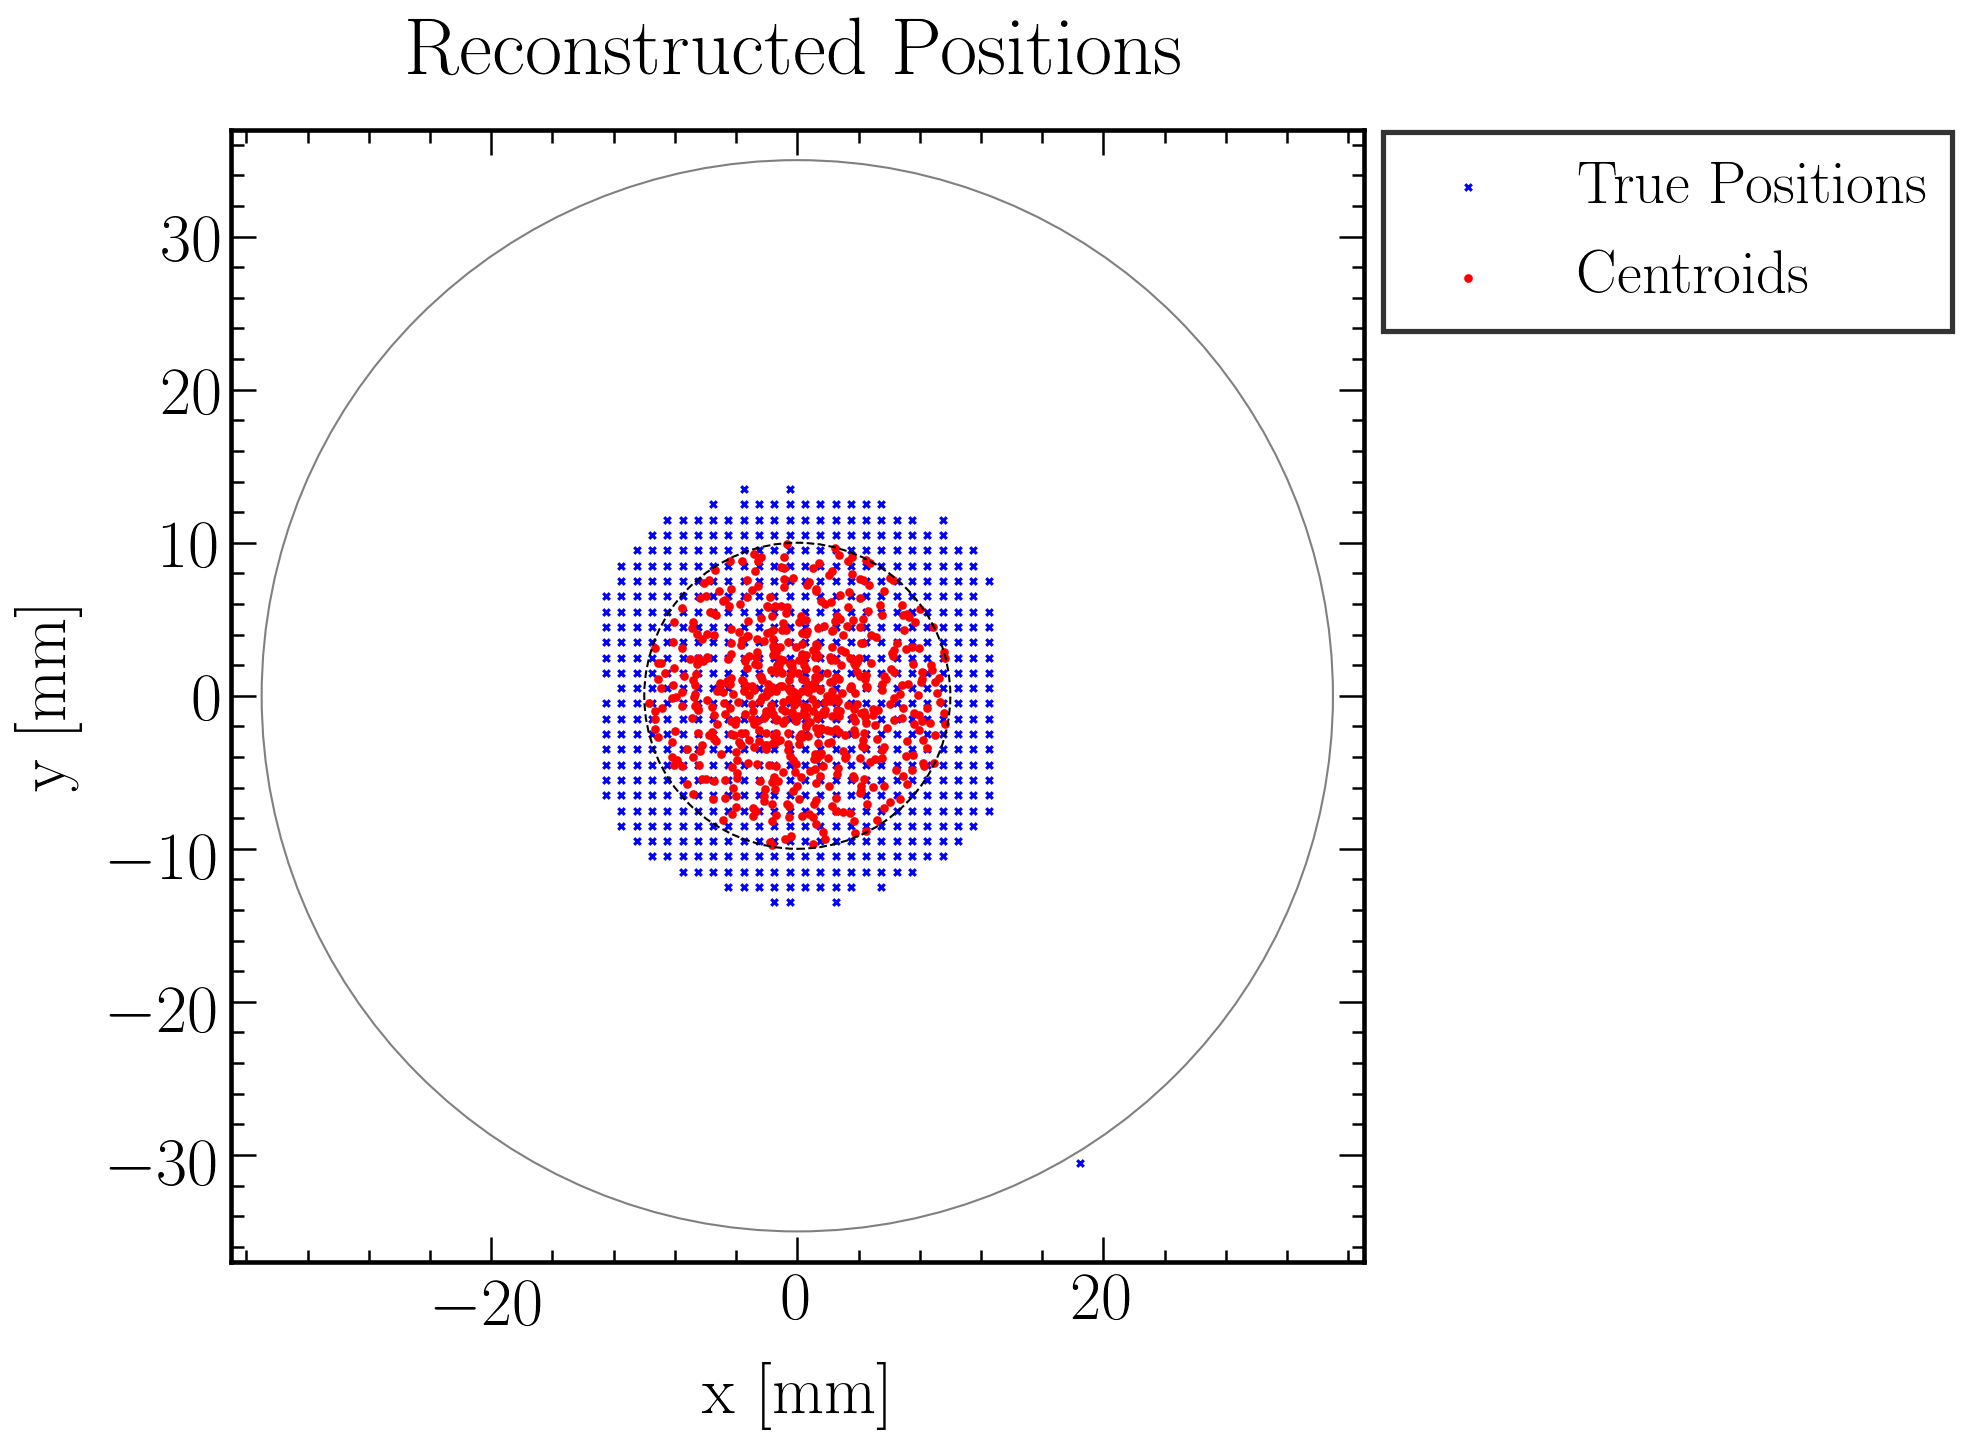 Reconstructed Positions
True Positions
Centroids
30
20
10
0
−10
−20
−30
y [mm]
−20 0 20
x [mm]